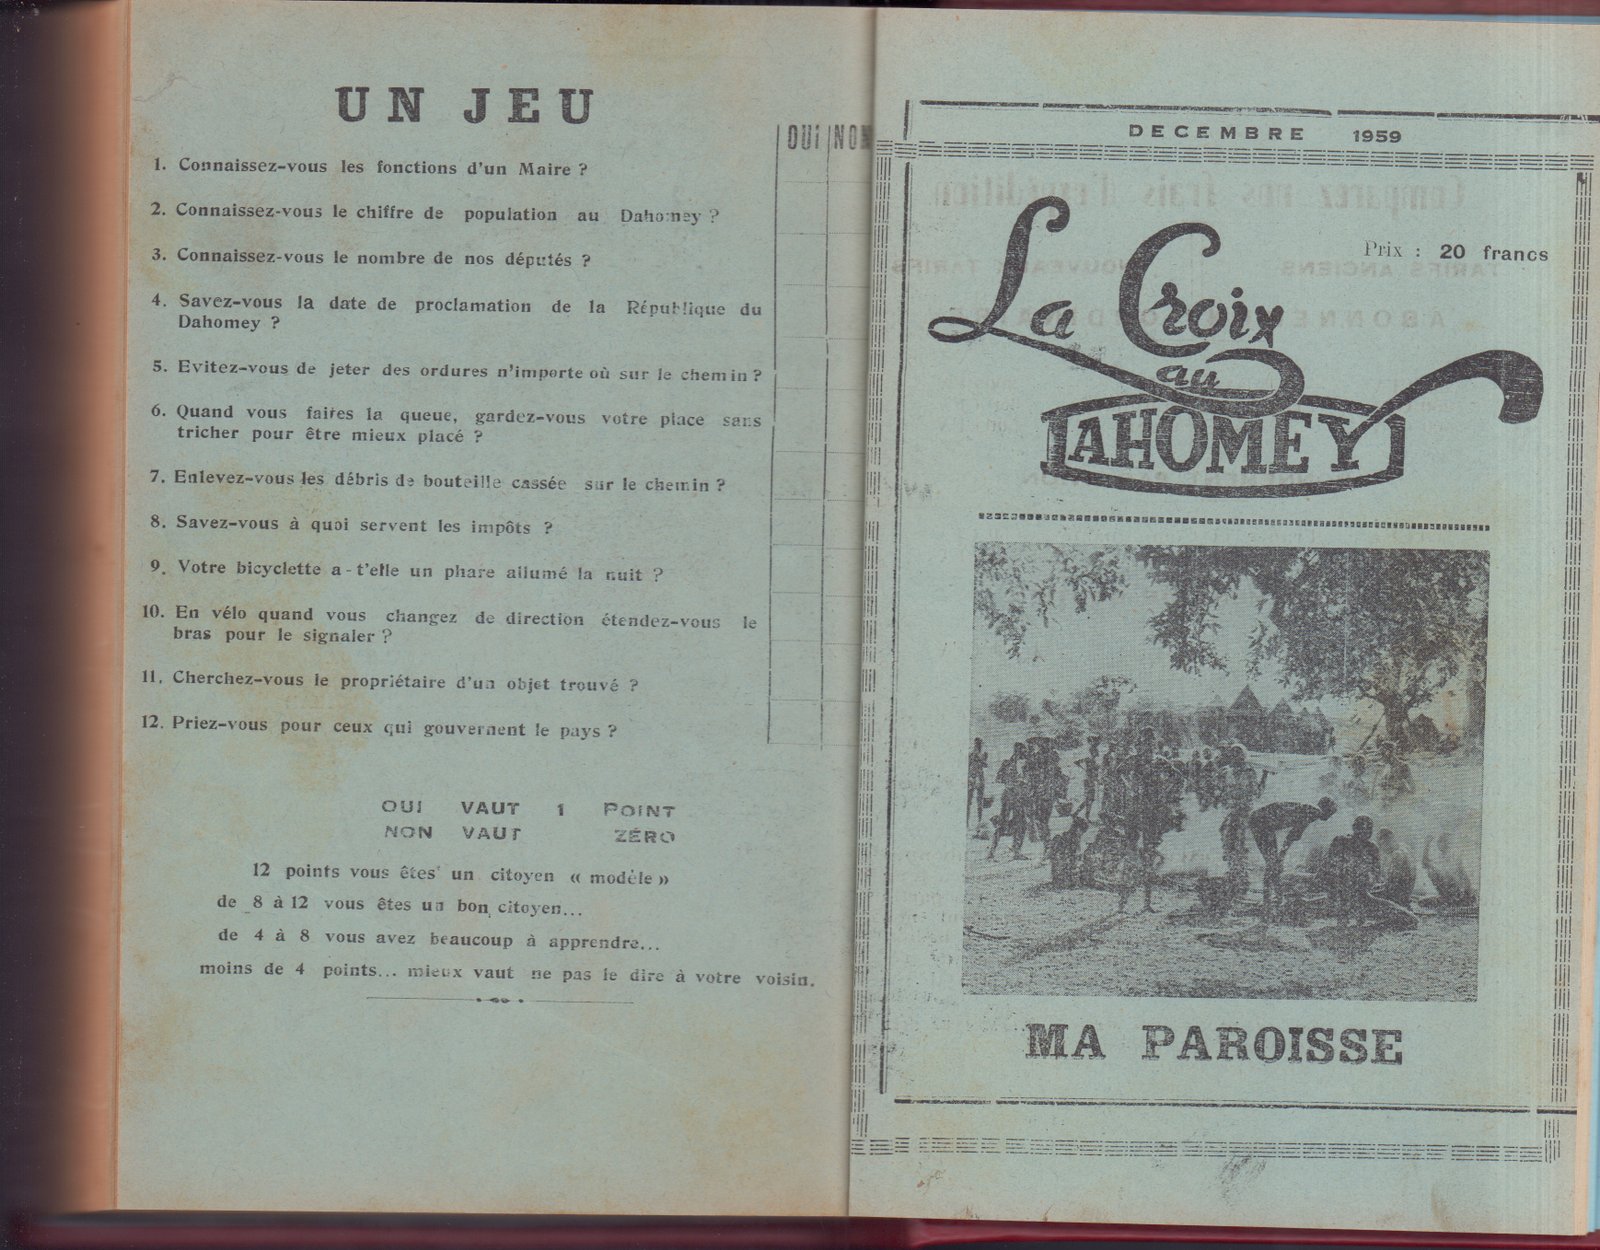 UN JEU
OUI NON
1. Connaissez-vous les fonctions d'un Maire ?
2. Connaissez-vous le chiffre de population au Dahomey ?
3. Connaissez-vous le nombre de nos députés ?
4. Savez-vous la date de proclamation de la République du
Dahomey ?
5. Evitez-vous de jeter des ordures n'importe où sur le chemin ?
6. Quand vous faites la queue, gardez-vous votre place sans
tricher pour être mieux placé ?
7. Enlevez-vous les débris de bouteille cassée sur le chemin ?
8. Savez-vous à quoi servent les impôts ?
9. Votre bicyclette a-t'elle un phare allumé la nuit ?
10. En vélo quand vous changez de direction étendez-vous le
bras pour le signaler ?
11. Cherchez-vous le propriétaire d'un objet trouvé ?
12. Priez-vous pour ceux qui gouvernent le pays ?
OUI VAUT 1 POINT
NON VAUT ZÉRO
12 points vous êtes un citoyen « modèle »
de 8 à 12 vous êtes un bon citoyen...
de 4 à 8 vous avez beaucoup à apprendre...
moins de 4 points... mieux vaut ne pas le dire à votre voisin.
DECEMBRE 1959
Prix : 20 francs
La Croix
au
DAHOMEY
MA PAROISSE